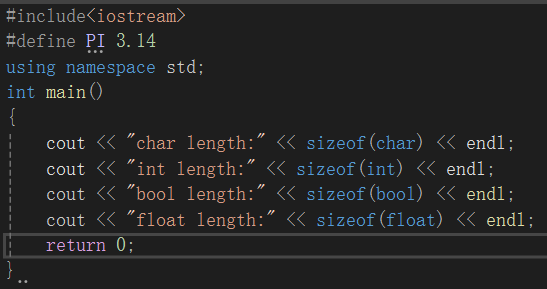 #include<iostream>
#define PI 3.14
using namespace std;
int main()
{
cout << "char length:" << sizeof(char) << endl;
cout << "int length:" << sizeof(int) << endl;
cout << "bool length:" << sizeof(bool) << endl;
cout << "float length:" << sizeof(float) << endl;
return 0;
}